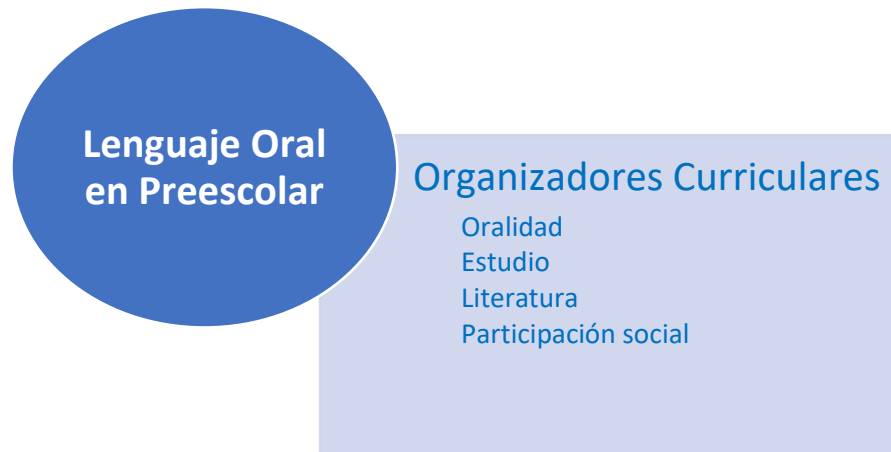 Lenguaje Oral
en Preescolar
Organizadores Curriculares
Oralidad
Estudio
Literatura
Participación social